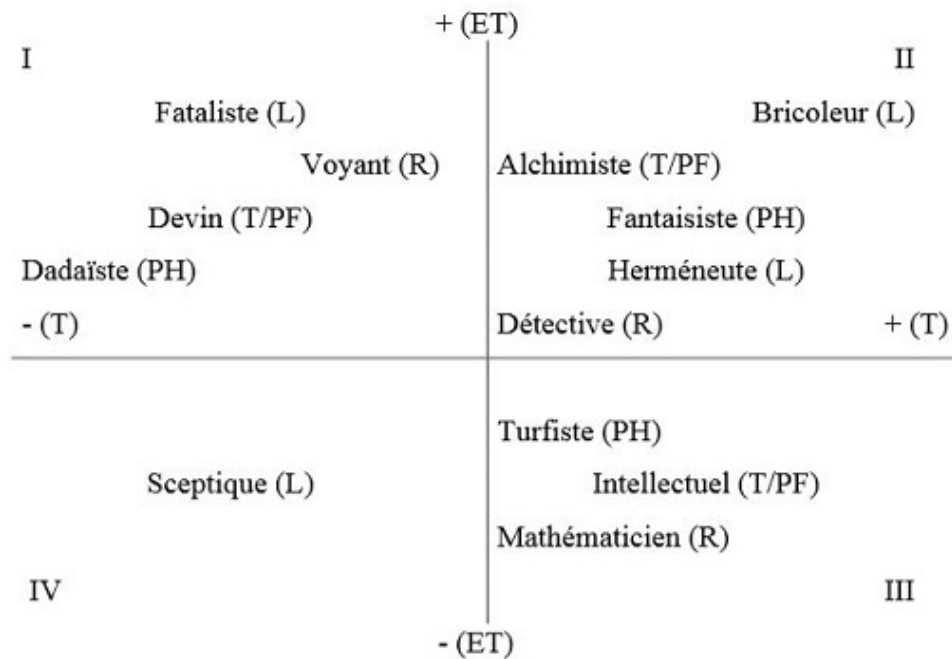 + (ET)
I II
Fataliste (L) Bricoleur (L)
Voyant (R) Alchimiste (T/PF)
Devin (T/PF) Fantaisiste (PH)
Dadaïste (PH) Herméneute (L)
- (T) Détective (R) + (T)
Turfiste (PH)
Sceptique (L) Intellectuel (T/PF)
Mathématicien (R)
IV III
- (ET)